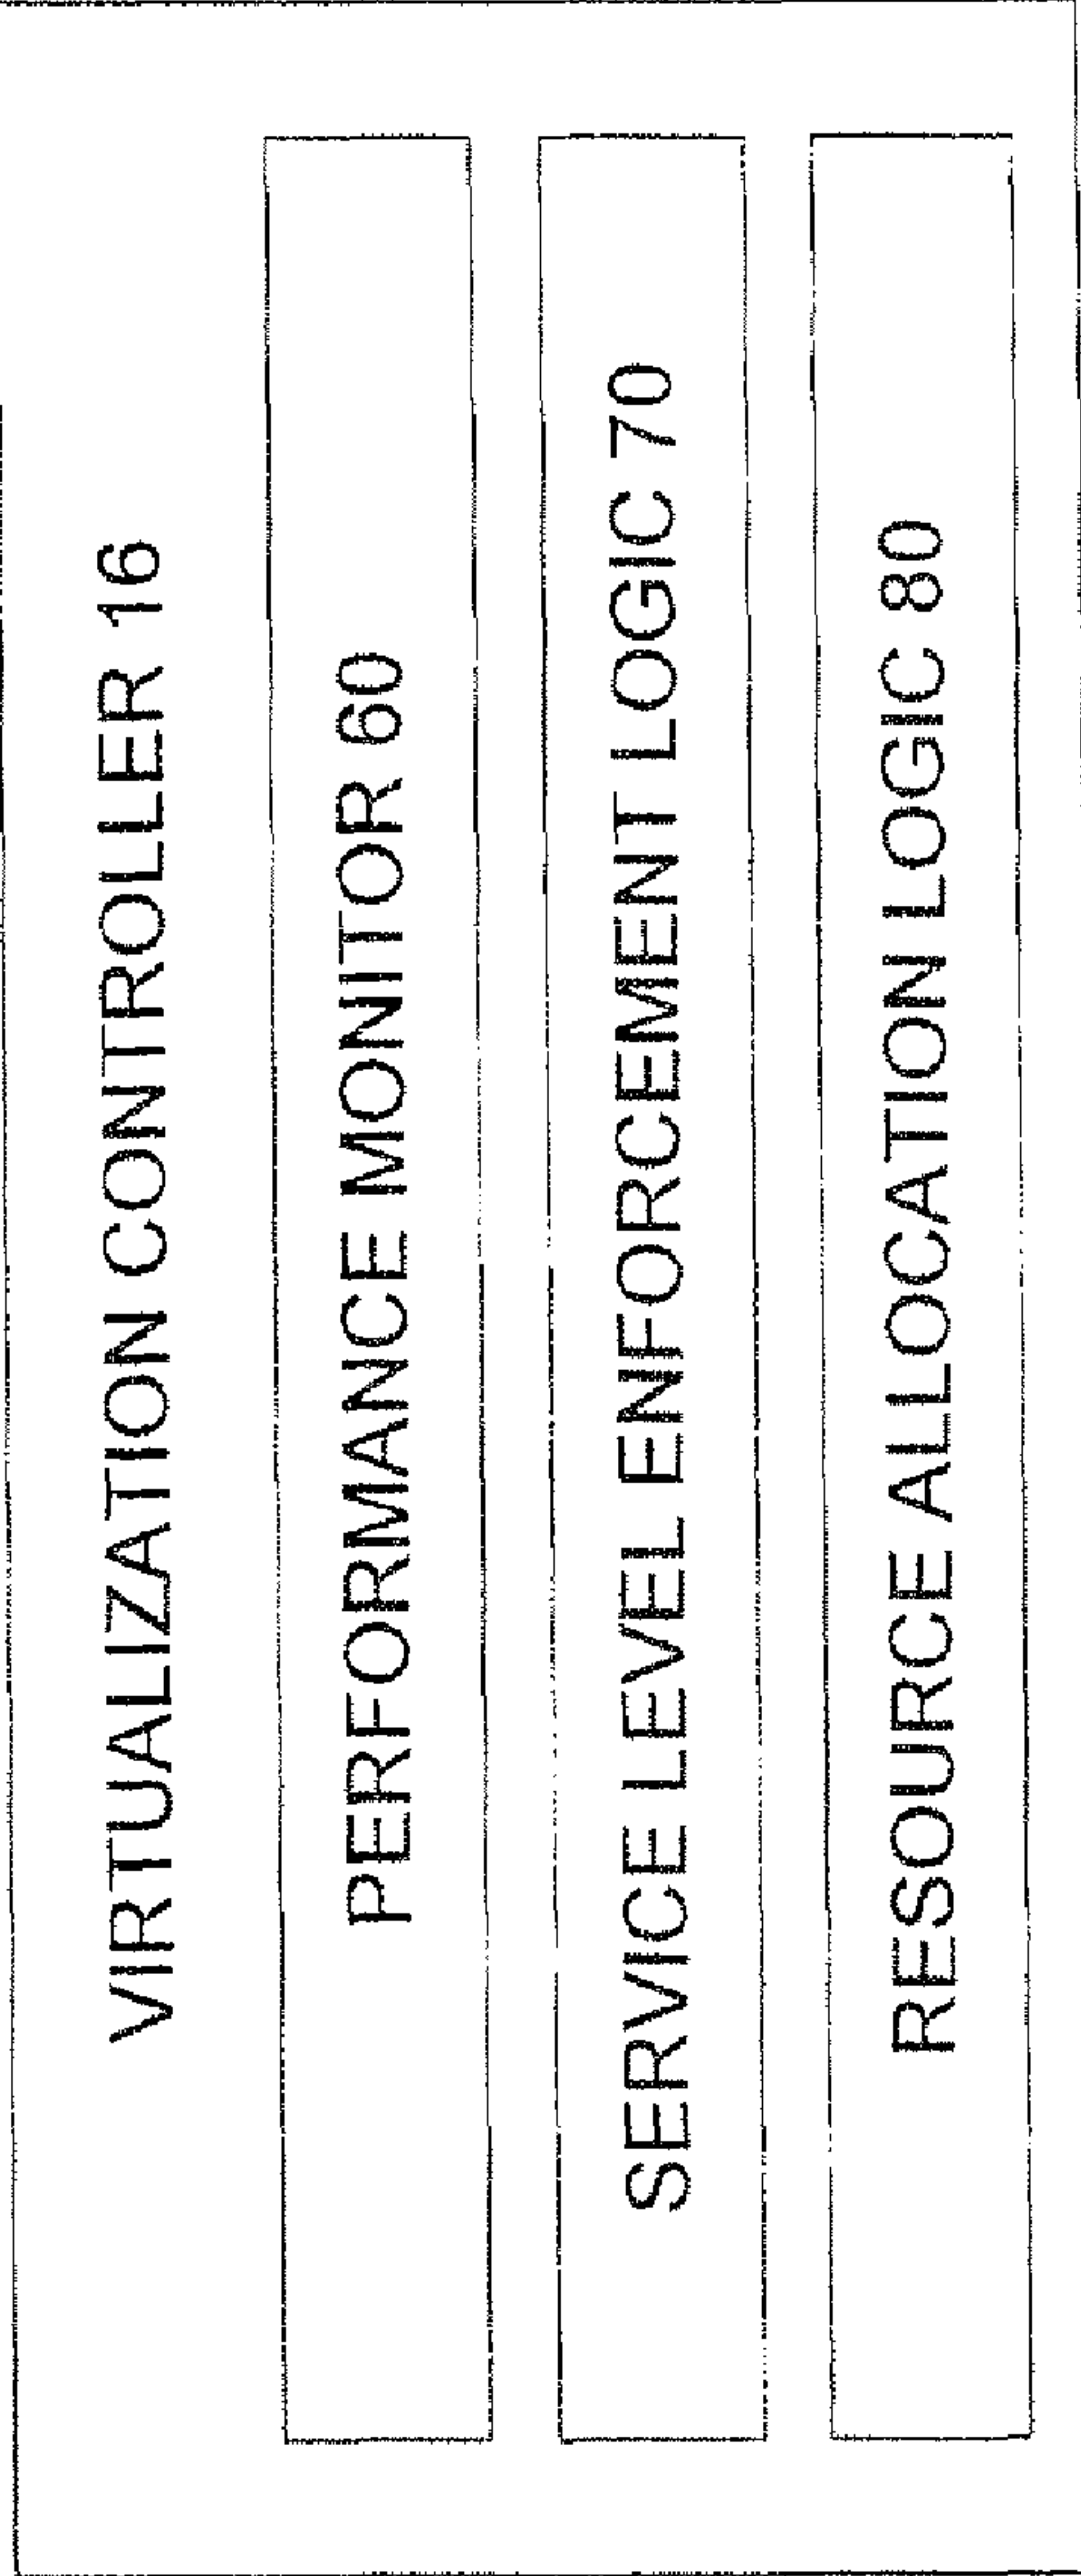 VIRTUALIZATION CONTROLLER 16
PERFORMANCE MONITOR 60
SERVICE LEVEL ENFORCEMENT LOGIC 70
RESOURCE ALLOCATION LOGIC 80